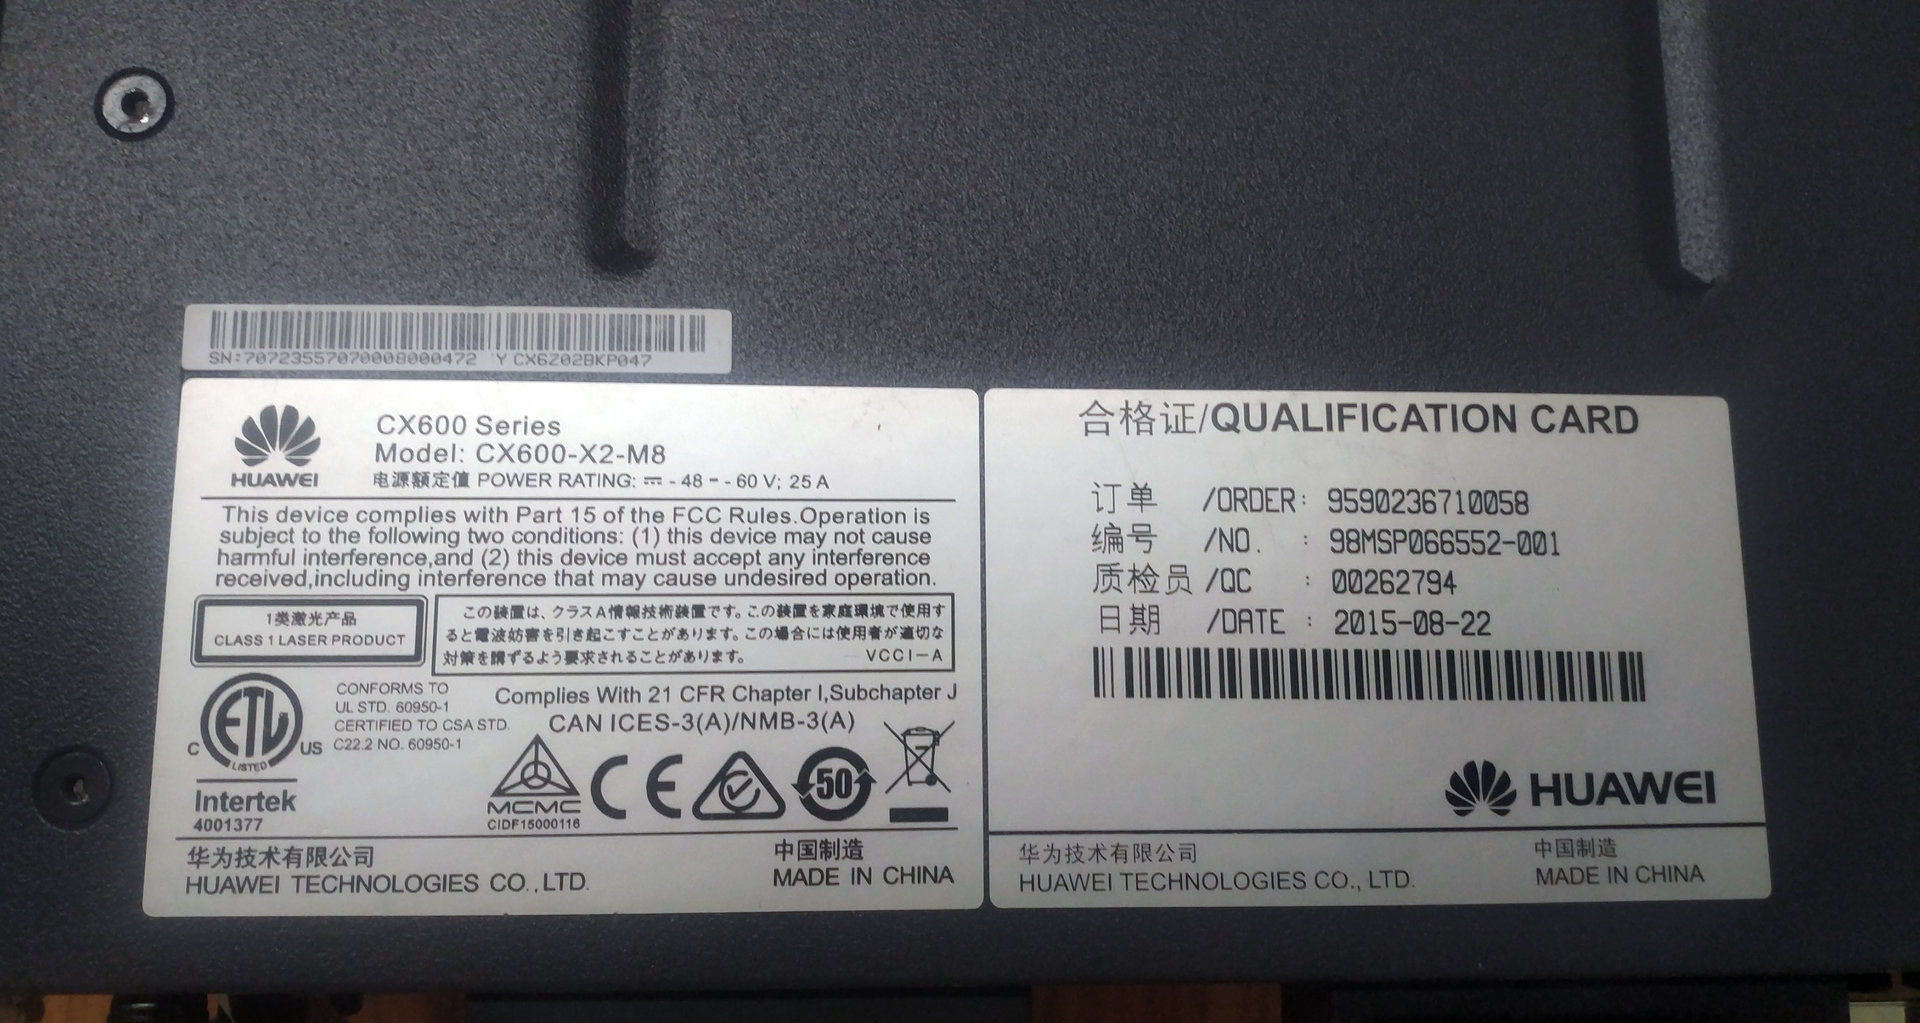 SN:707235570700080004​72 Y CX6Z02BKP047
HUAWEI
CX600 Series
Model: CX600-X2-M8
电源额定值 POWER RATING: ⎓ - 48 - - 60 V; 25 A
This device complies with Part 15 of the FCC Rules.Operation is
subject to the following two conditions: (1) this device may not cause
harmful interference,and (2) this device must accept any interference
received,including interference that may cause undesired operation.
1类激光产品
CLASS 1 LASER PRODUCT
この装置は、クラスA情報技術装置です。この装置を家庭環境で使用す
ると電波妨害を引き起こすことがあります。この場合には使用者が適切な
対策を講ずるよう要求されることがあります。
VCCI-A
ETL
C US
LISTED
CONFORMS TO
UL STD. 60950-1
CERTIFIED TO CSA STD.
C22.2 NO. 60950-1
Intertek
4001377
Complies With 21 CFR Chapter I,Subchapter J
CAN ICES-3(A)/NMB-3(A)
MCMC
CIDF15000116
CE
50
华为技术有限公司
HUAWEI TECHNOLOGIES CO.,LTD.
中国制造
MADE IN CHINA
合格证/QUALIFICATION CARD
订单 /ORDER: 9590236710058
编号 /NO. : 98MSP066552-001
质检员 /QC : 00262794
日期 /DATE : 2015-08-22
HUAWEI
华为技术有限公司
HUAWEI TECHNOLOGIES CO., LTD.
中国制造
MADE IN CHINA